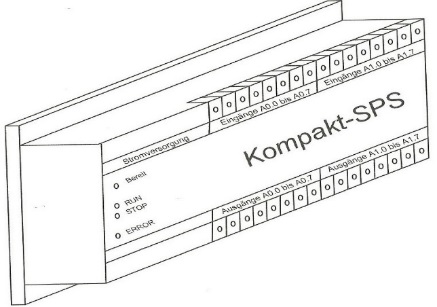 Eingänge A0.0 bis A0.7
Eingänge A1.0 bis A1.7
Stromversorgung
Kompakt-SPS
Bereit
RUN
STOP
ERROR
Ausgänge A0.0 bis A0.7
Ausgänge A1.0 bis A1.7